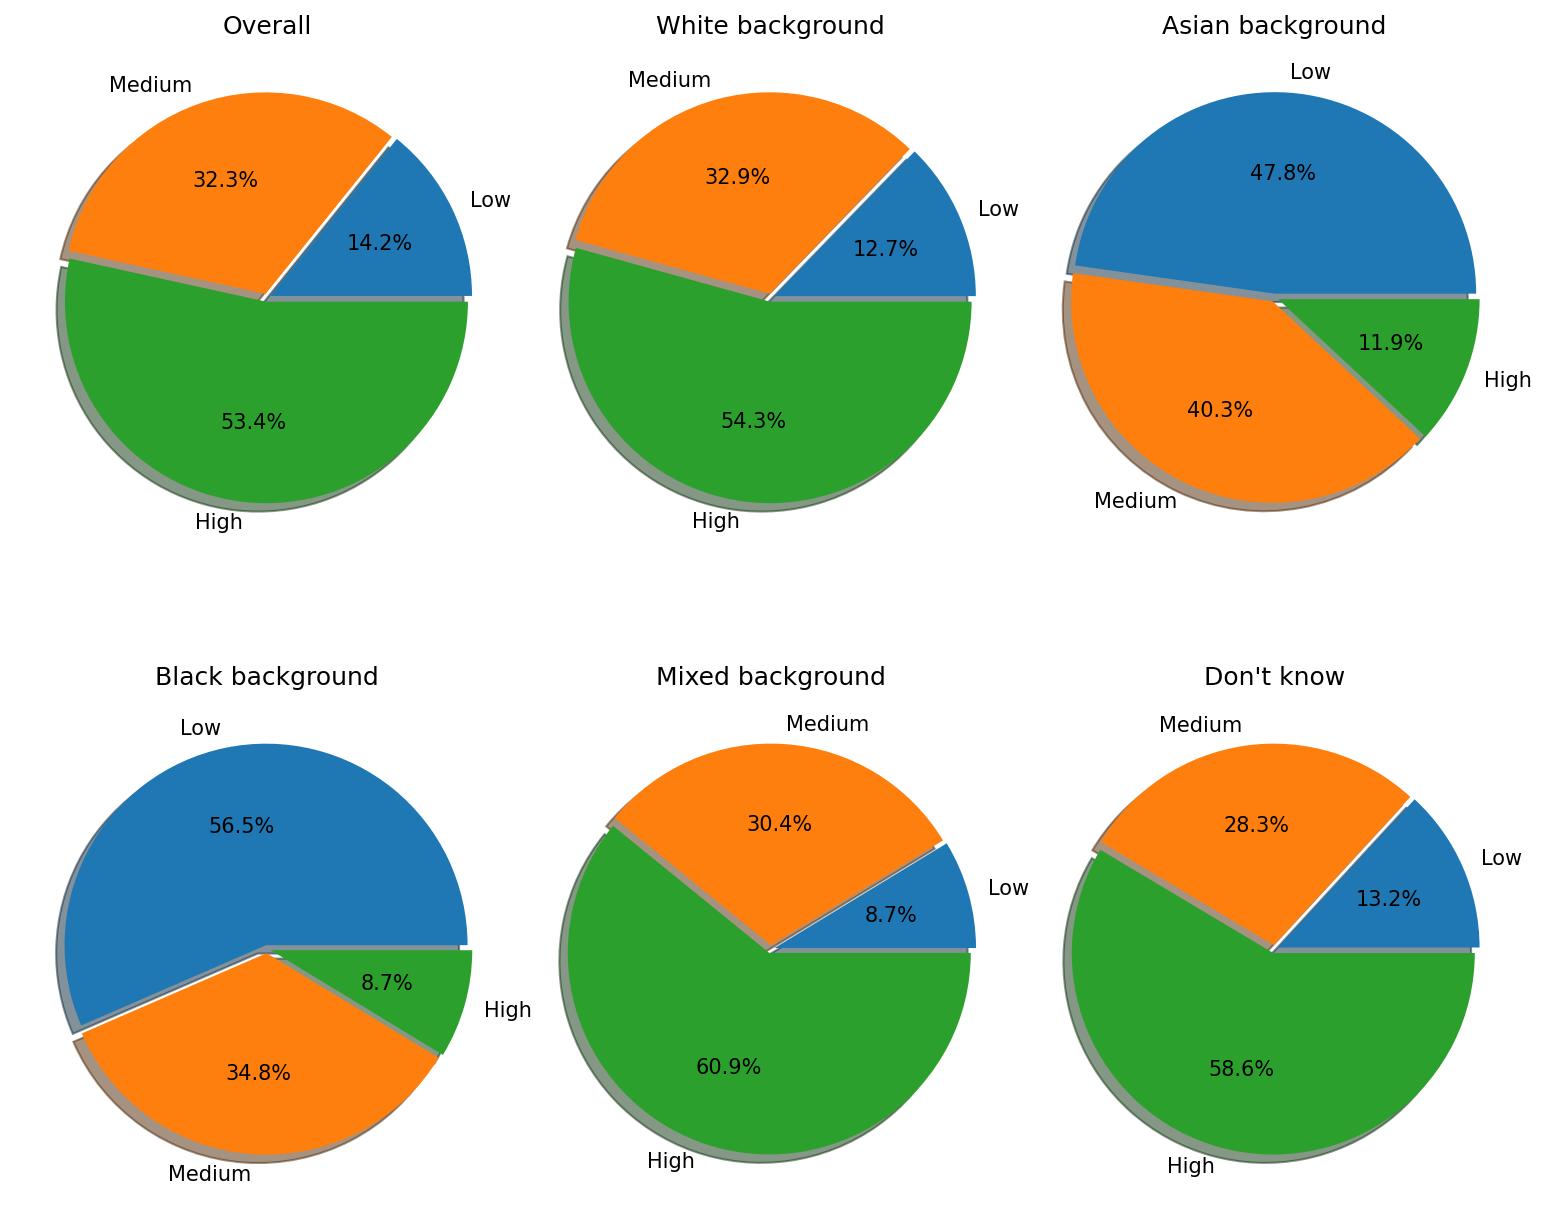 Overall
Medium
Low
32.3%
14.2%
53.4%
High
White background
Medium
Low
32.9%
12.7%
54.3%
High
Asian background
Low
47.8%
11.9%
High
40.3%
Medium
Black background
Low
56.5%
8.7%
High
34.8%
Medium
Mixed background
Medium
30.4%
Low
8.7%
60.9%
High
Don't know
Medium
28.3%
Low
13.2%
58.6%
High